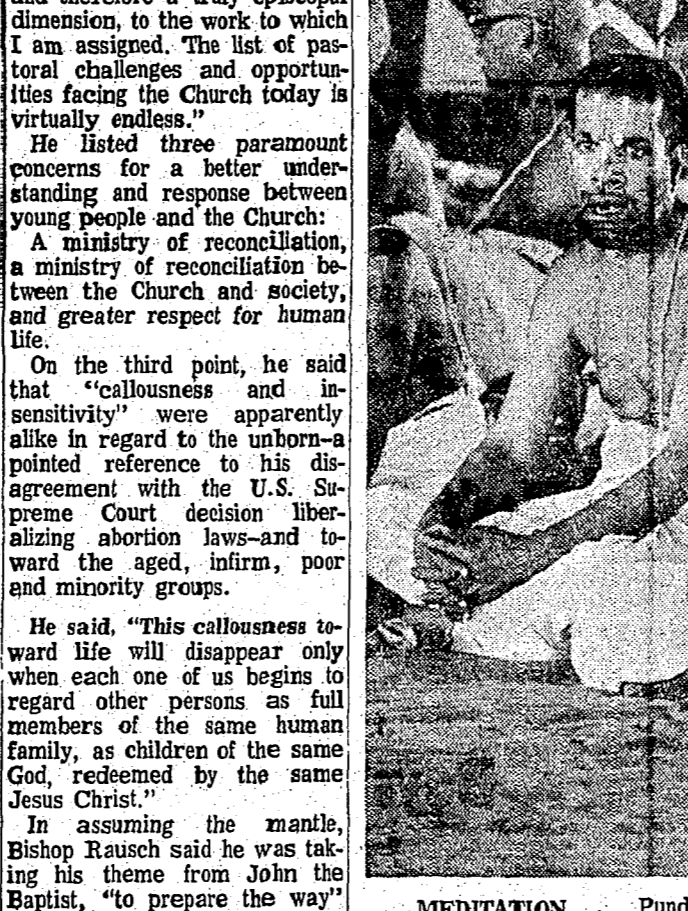 and therefore a truly episcopal
dimension, to the work to which
I am assigned. The list of pas-
toral challenges and opportun-
ities facing the Church today is
virtually endless."
He listed three paramount
concerns for a better under-
standing and response between
young people and the Church:
A ministry of reconciliation,
a ministry of reconciliation be-
tween the Church and society,
and greater respect for human
life.
On the third point, he said
that "callousness and in-
sensitivity" were apparently
alike in regard to the unborn-a
pointed reference to his dis-
agreement with the U.S. Su-
preme Court decision liber-
alizing abortion laws-and to-
ward the aged, infirm, poor
and minority groups.
He said, "This callousness to-
ward life will disappear only
when each one of us begins to
regard other persons as full
members of the same human
family, as children of the same
God, redeemed by the same
Jesus Christ."
In assuming the mantle,
Bishop Rausch said he was tak-
ing his theme from John the
Baptist, "to prepare the way"
MEDITATION . . . Pund